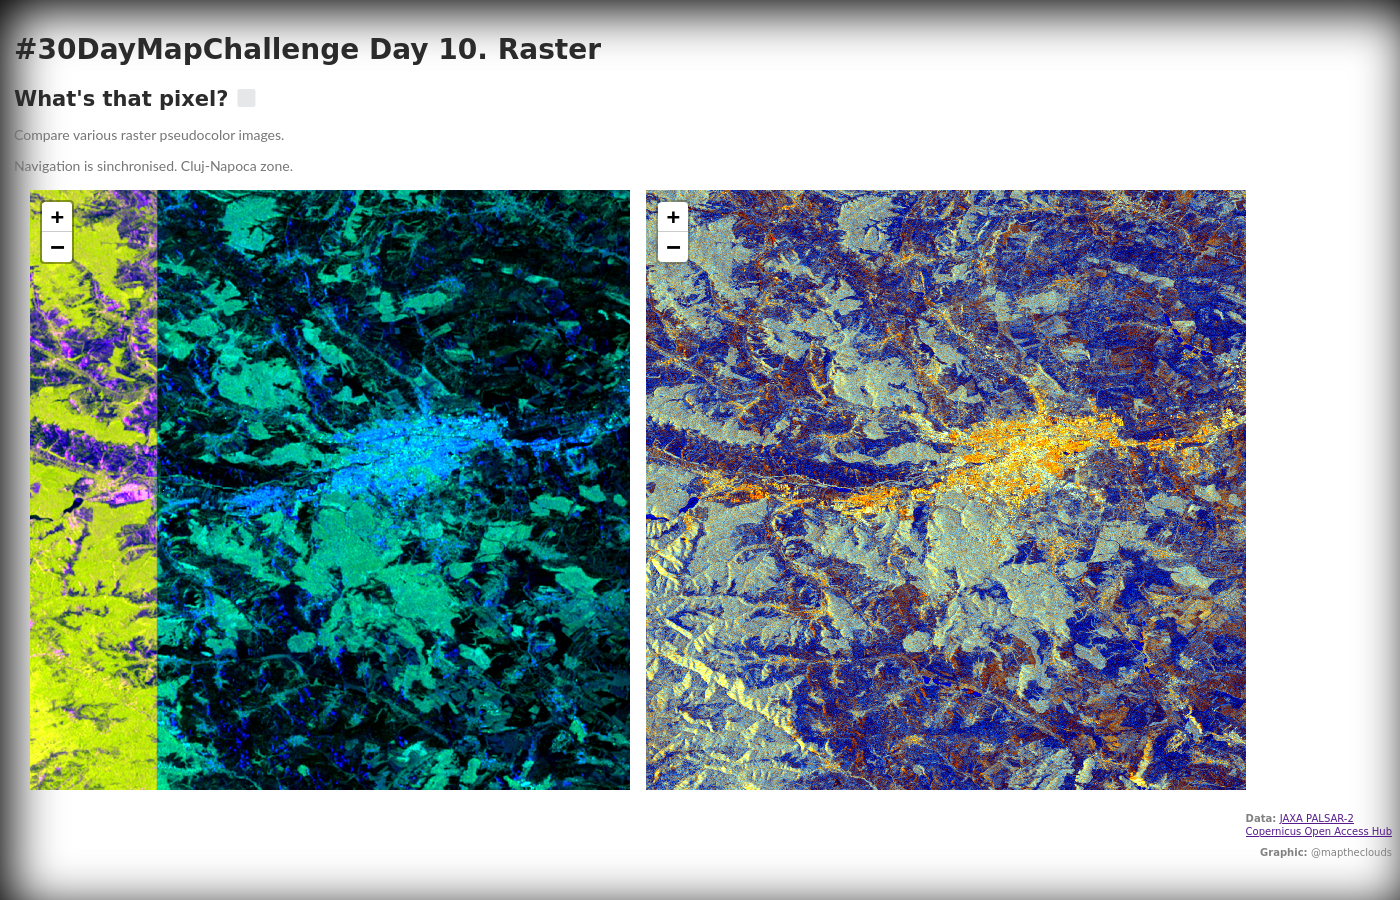 #30DayMapChallenge Day 10. Raster
What's that pixel?
Compare various raster pseudocolor images.
Navigation is sinchronised. Cluj-Napoca zone.
+
−
+
−
Data: JAXA PALSAR-2
Copernicus Open Access Hub
Graphic: @maptheclouds